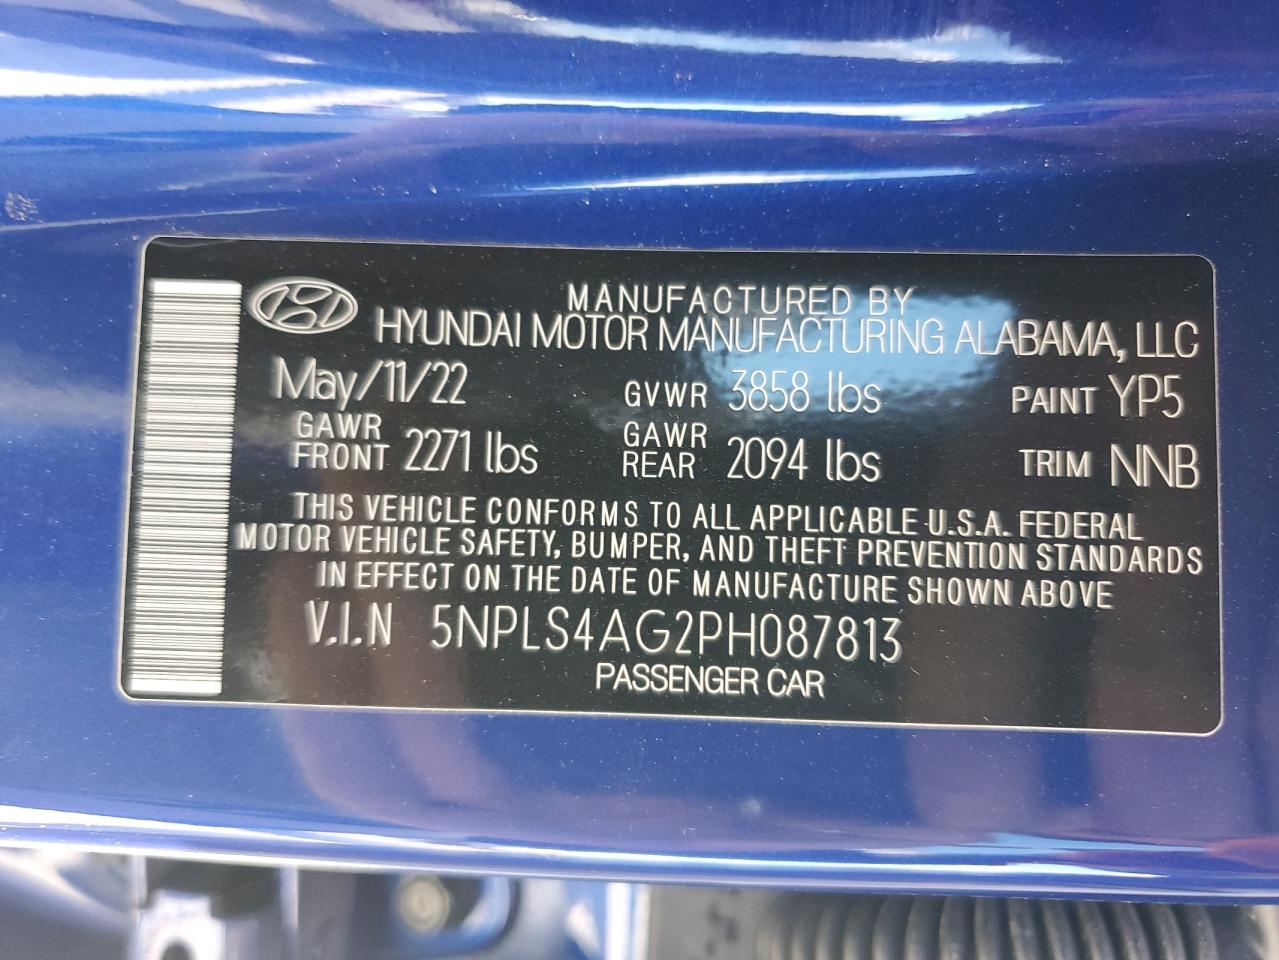 MANUFACTURED BY
HYUNDAI MOTOR MANUFACTURING ALABAMA, LLC
May/11/22 GVWR 3858 lbs PAINT YP5
GAWR FRONT 2271 lbs GAWR REAR 2094 lbs TRIM NNB
THIS VEHICLE CONFORMS TO ALL APPLICABLE U.S.A. FEDERAL
MOTOR VEHICLE SAFETY, BUMPER, AND THEFT PREVENTION STANDARDS
IN EFFECT ON THE DATE OF MANUFACTURE SHOWN ABOVE
V.I.N 5NPLS4AG2PH087813
PASSENGER CAR